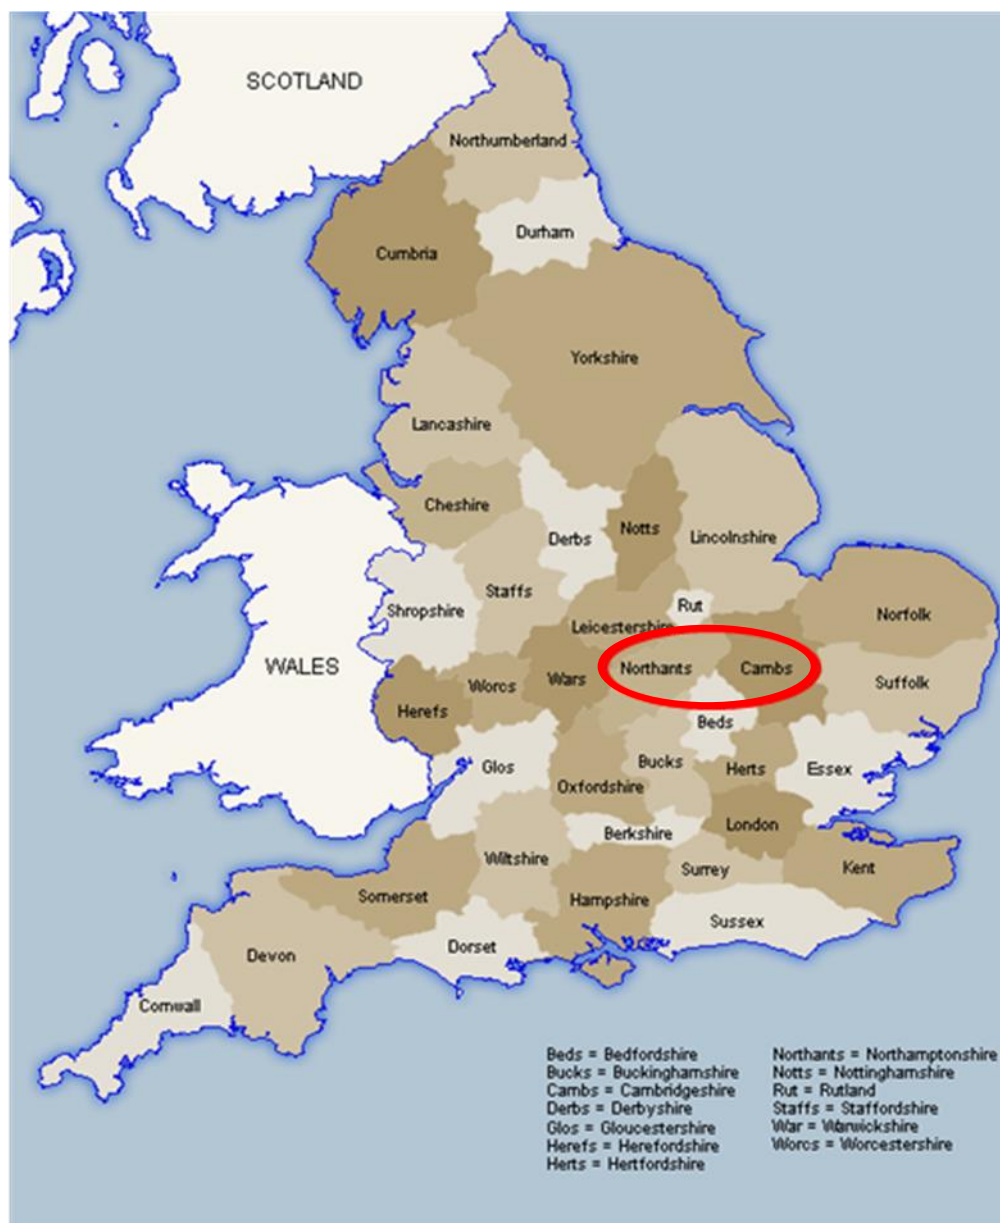 SCOTLAND
Northumberland
Durham
Cumbria
Yorkshire
Lancashire
Cheshire
Derbs
Notts
Lincolnshire
Staffs
Shropshire
Rut
Leicestershire
Norfolk
WALES
Northants
Cambs
Worcs
Wars
Suffolk
Herefs
Beds
Glos
Bucks
Herts
Essex
Oxfordshire
London
Berkshire
Wiltshire
Surrey
Kent
Somerset
Hampshire
Sussex
Dorset
Devon
Cornwall
Beds = Bedfordshire
Bucks = Buckinghamshire
Cambs = Cambridgeshire
Derbs = Derbyshire
Glos = Gloucestershire
Herefs = Herefordshire
Herts = Hertfordshire
Northants = Northamptonshire
Notts = Nottinghamshire
Rut = Rutland
Staffs = Staffordshire
War = Warwickshire
Worcs = Worcestershire